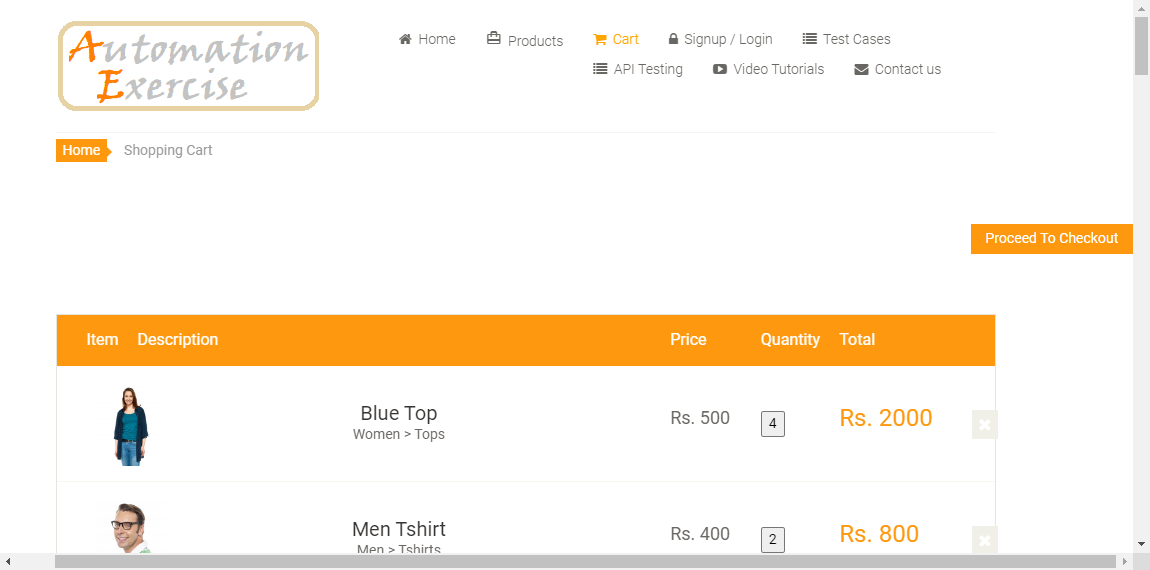 Automation
Exercise
Home
Products
Cart
Signup / Login
Test Cases
API Testing
Video Tutorials
Contact us
Home
Shopping Cart
Proceed To Checkout
Item Description Price Quantity Total
Blue Top
Women > Tops
Rs. 500
4
Rs. 2000
Men Tshirt
Men > Tshirts
Rs. 400
2
Rs. 800